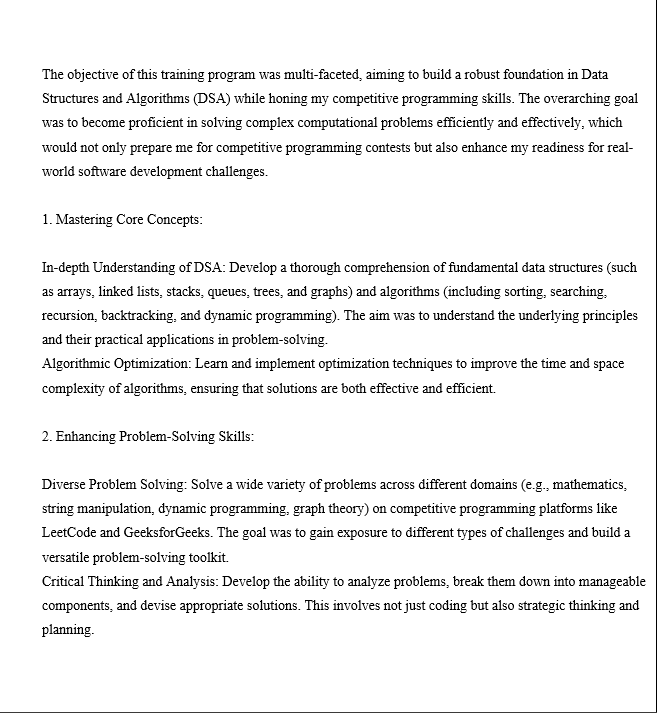 The objective of this training program was multi-faceted, aiming to build a robust foundation in Data
Structures and Algorithms (DSA) while honing my competitive programming skills. The overarching goal
was to become proficient in solving complex computational problems efficiently and effectively, which
would not only prepare me for competitive programming contests but also enhance my readiness for real-
world software development challenges.
1. Mastering Core Concepts:
In-depth Understanding of DSA: Develop a thorough comprehension of fundamental data structures (such
as arrays, linked lists, stacks, queues, trees, and graphs) and algorithms (including sorting, searching,
recursion, backtracking, and dynamic programming). The aim was to understand the underlying principles
and their practical applications in problem-solving.
Algorithmic Optimization: Learn and implement optimization techniques to improve the time and space
complexity of algorithms, ensuring that solutions are both effective and efficient.
2. Enhancing Problem-Solving Skills:
Diverse Problem Solving: Solve a wide variety of problems across different domains (e.g., mathematics,
string manipulation, dynamic programming, graph theory) on competitive programming platforms like
LeetCode and GeeksforGeeks. The goal was to gain exposure to different types of challenges and build a
versatile problem-solving toolkit.
Critical Thinking and Analysis: Develop the ability to analyze problems, break them down into manageable
components, and devise appropriate solutions. This involves not just coding but also strategic thinking and
planning.